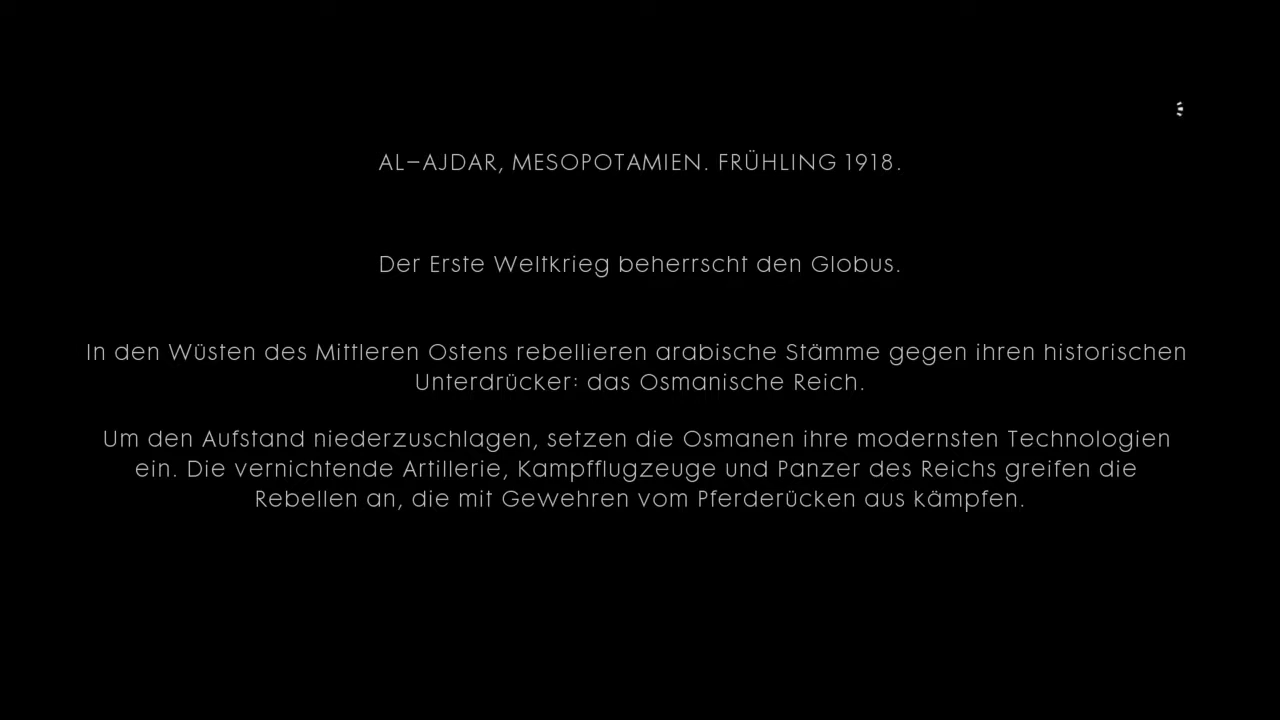 AL–AJDAR, MESOPOTAMIEN. FRÜHLING 1918.
Der Erste Weltkrieg beherrscht den Globus.
In den Wüsten des Mittleren Ostens rebellieren arabische Stämme gegen ihren historischen
Unterdrücker: das Osmanische Reich.
Um den Aufstand niederzuschlagen, setzen die Osmanen ihre modernsten Technologien
ein. Die vernichtende Artillerie, Kampfflugzeuge und Panzer des Reichs greifen die
Rebellen an, die mit Gewehren vom Pferderücken aus kämpfen.